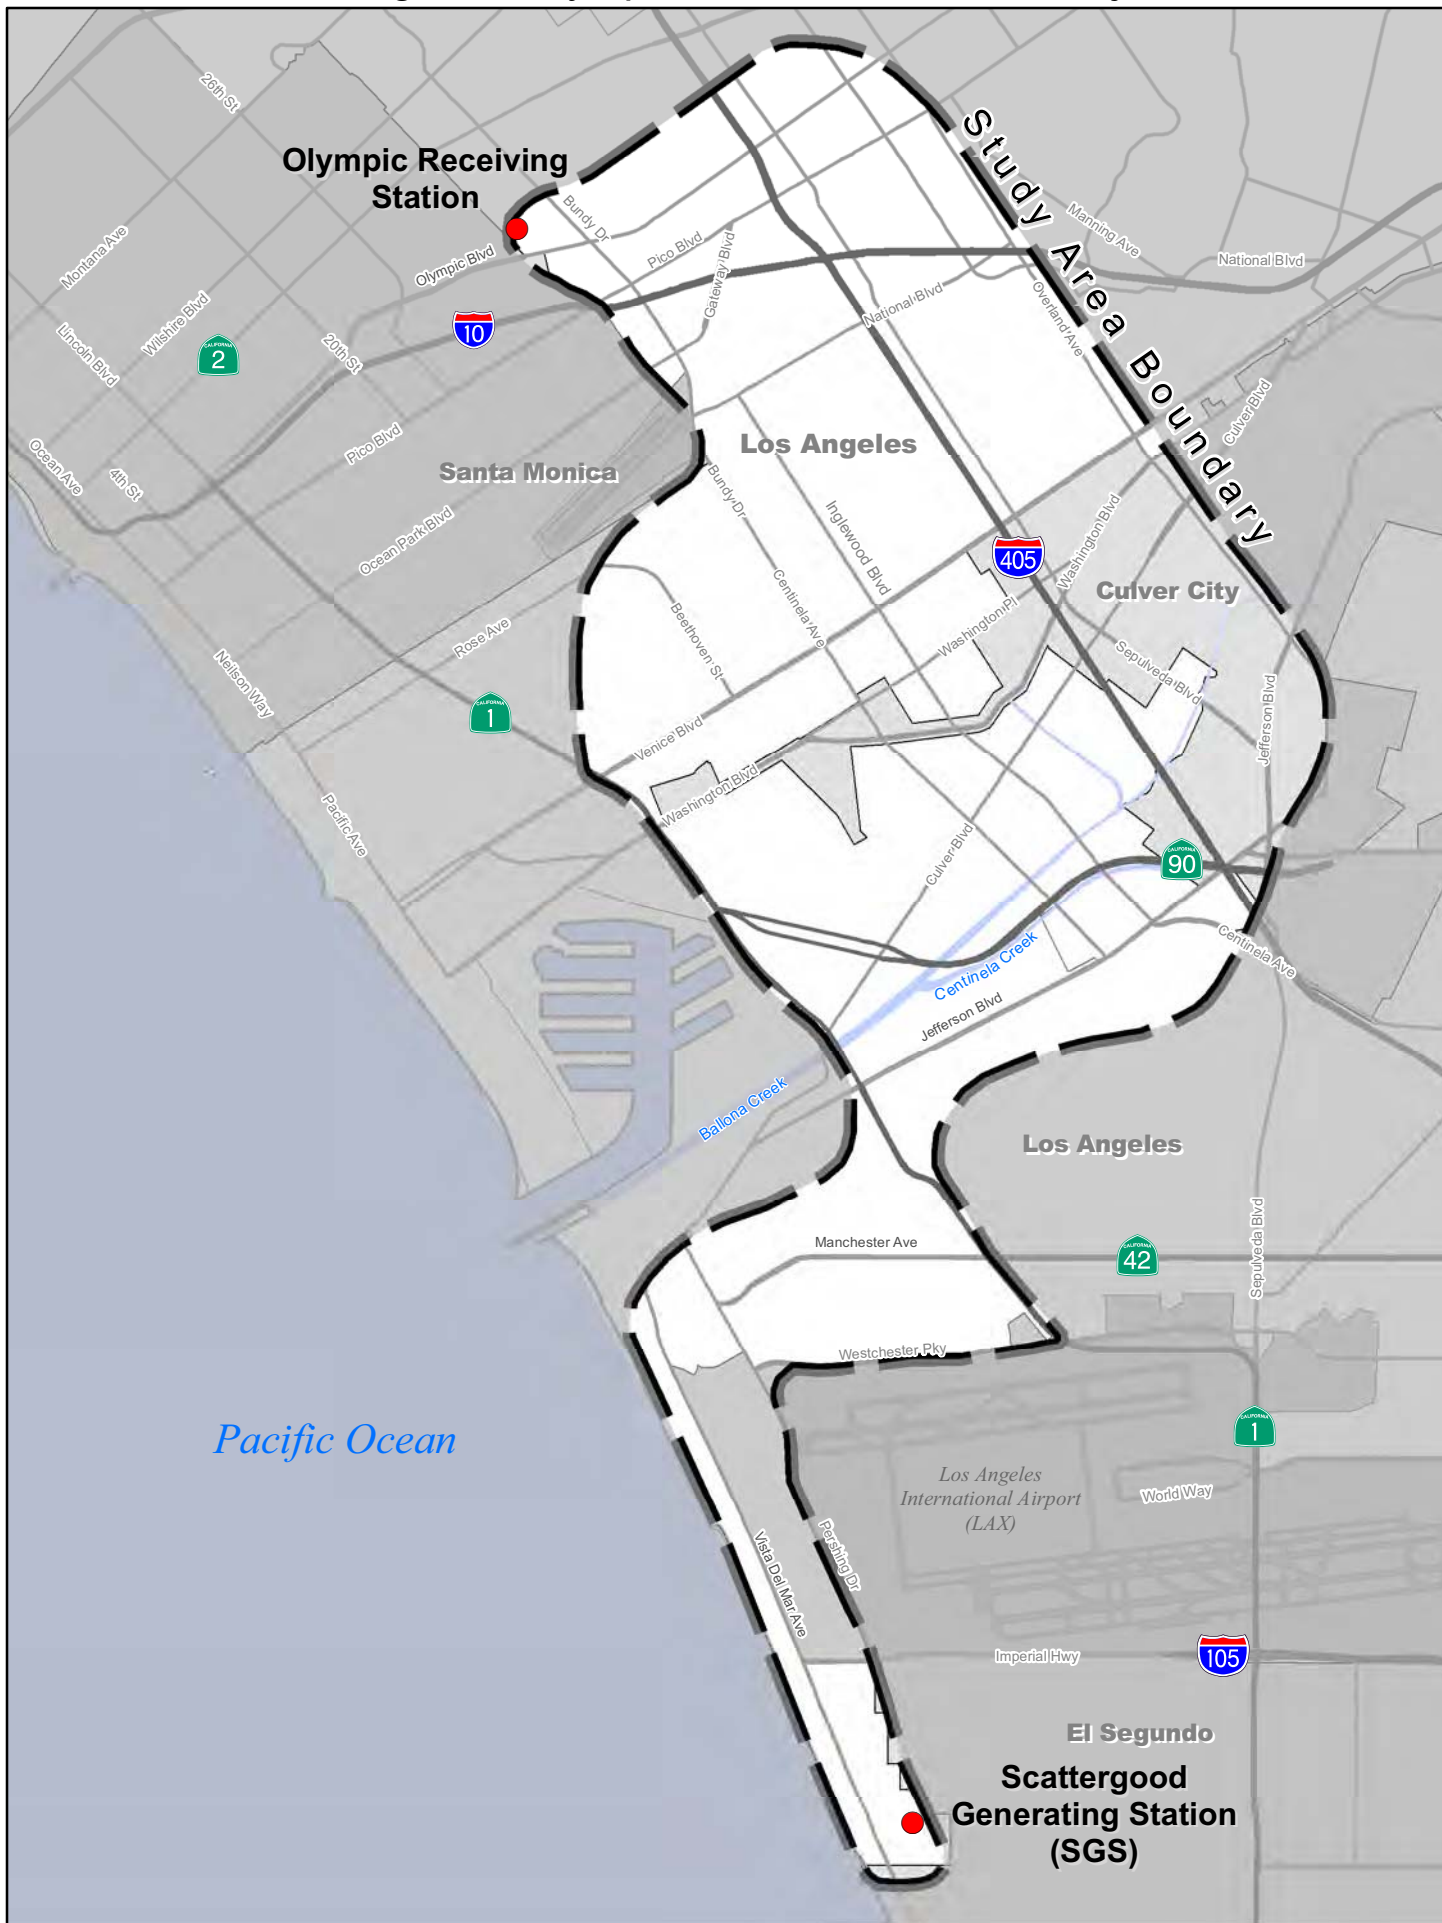 26th St
Olympic Receiving
Station
Study Area Boundary
Bundy Dr
Manning Ave
Montana Ave
Olympic Blvd
Pico Blvd
Gateway Blvd
National Blvd
National Blvd
Overland Ave
Wilshire Blvd
10
CALIFORNIA
2
Lincoln Blvd
20th St
Culver Blvd
Pico Blvd
Los Angeles
Santa Monica
Ocean Ave
4th St
Bundy Dr
Inglewood Blvd
Washington Blvd
Ocean Park Blvd
405
Centinela Ave
Culver City
Beethoven St
Rose Ave
Washington Pl
Neilson Way
Sepulveda Blvd
Jefferson Blvd
CALIFORNIA
1
Venice Blvd
Washington Blvd
Pacific Ave
Culver Blvd
CALIFORNIA
90
Centinela Ave
Centinela Creek
Jefferson Blvd
Ballona Creek
Los Angeles
Sepulveda Blvd
Manchester Ave
CALIFORNIA
42
Westchester Pky
Pacific Ocean
CALIFORNIA
1
Los Angeles
International Airport
(LAX)
World Way
Pershing Dr
Vista Del Mar Ave
Imperial Hwy
105
El Segundo
Scattergood
Generating Station
(SGS)